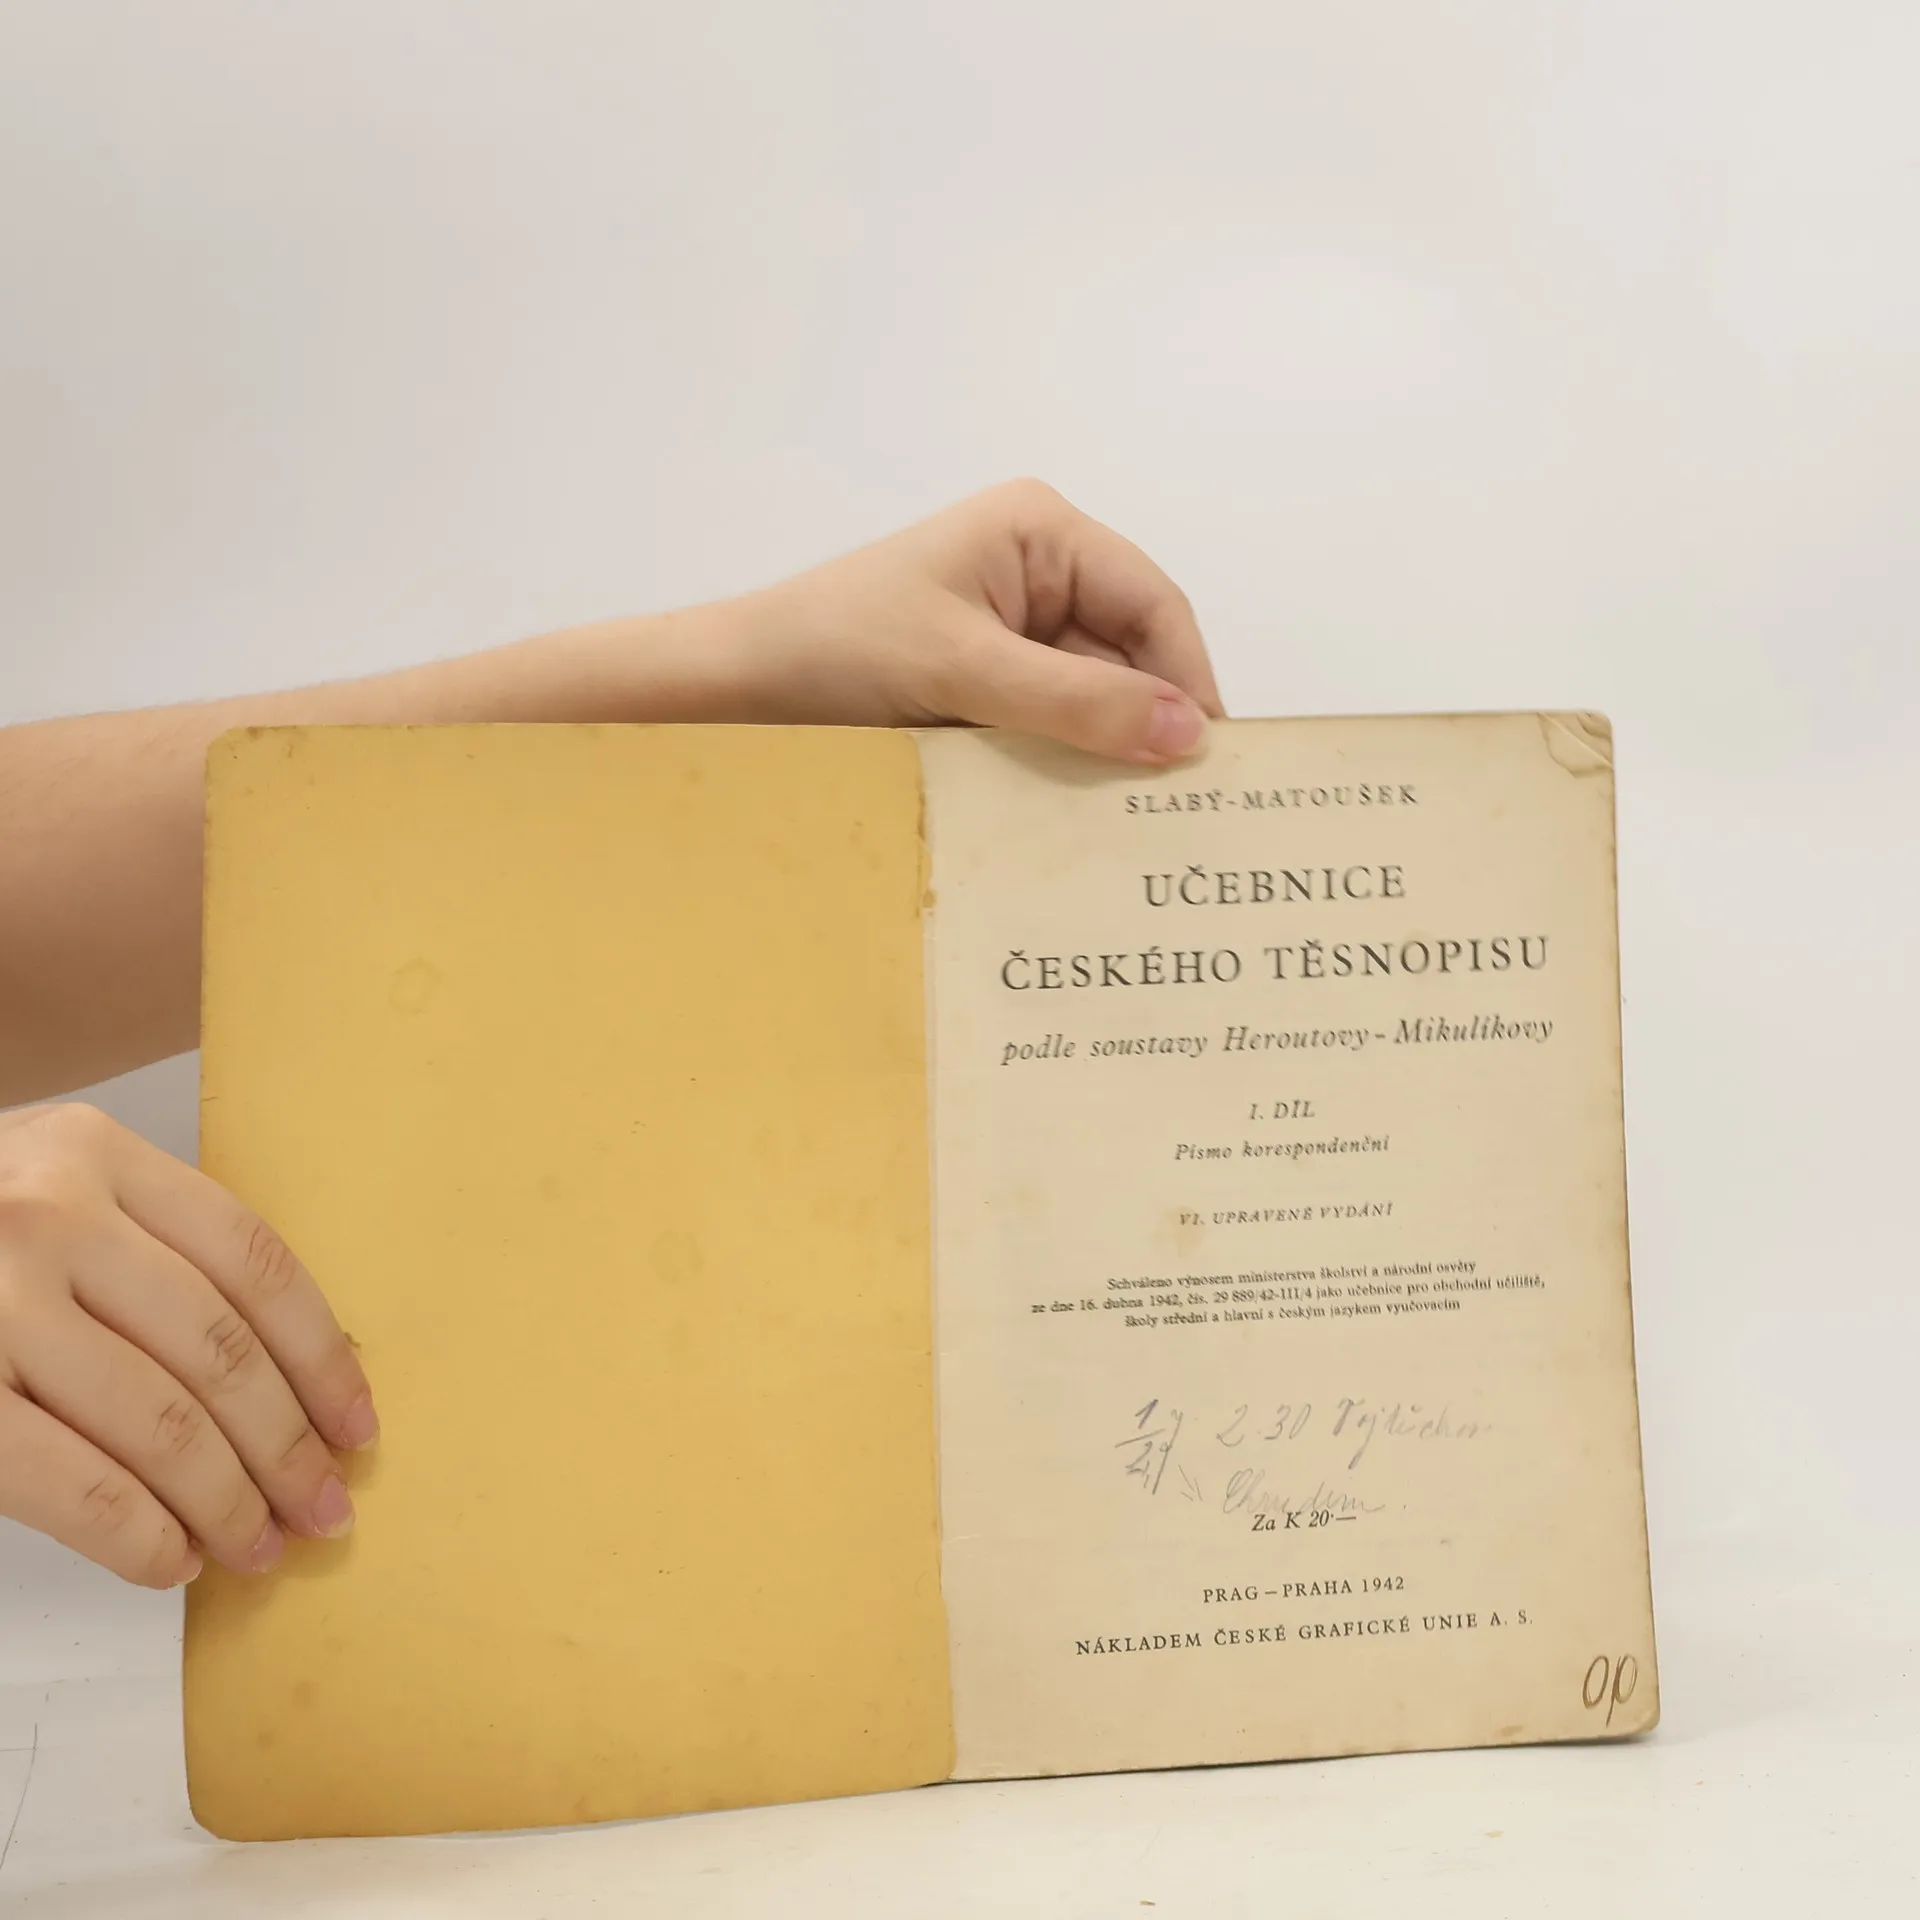 SLABÝ-MATOUŠEK
UČEBNICE
ČESKÉHO TĚSNOPISU
podle soustavy Heroutovy-Mikulíkovy
I. DÍL
Písmo korespondenční
VI. UPRAVENÉ VYDÁNÍ
Schváleno výnosem ministerstva školství a národní osvěty
ze dne 16. dubna 1942, čís. 29 889/42-III/4 jako učebnice pro obchodní učiliště,
školy střední a hlavní s českým jazykem vyučovacím
2.30
Chrudim.
Za K 20·—
PRAG – PRAHA 1942
NÁKLADEM ČESKÉ GRAFICKÉ UNIE A. S.